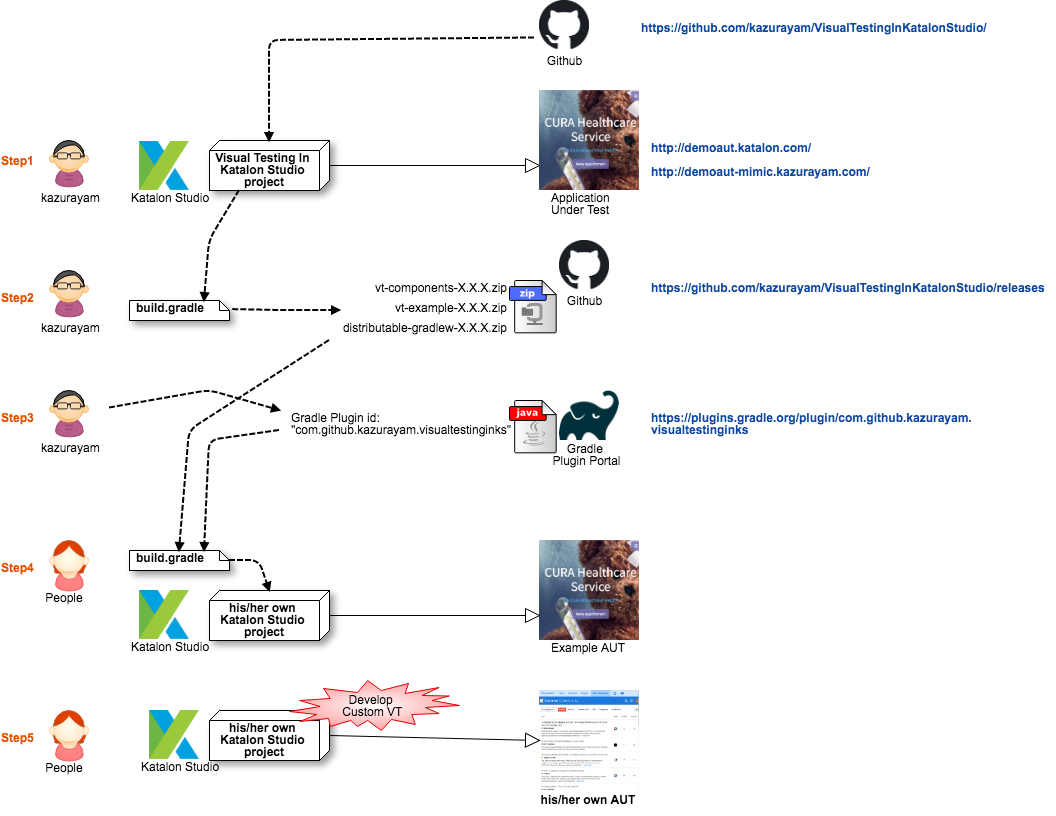 https://github.com/kazurayam/VisualTestingInKatalonStudio/
Github
CURA Healthcare
Service
Step1
kazurayam
Katalon Studio
Visual Testing In
Katalon Studio
project
Application
Under Test
http://demoaut.katalon.com/
http://demoaut-mimic.kazurayam.com/
Step2
kazurayam
build.gradle
vt-components-X.X.X.zip
vt-example-X.X.X.zip
distributable-gradlew-X.X.X.zip
zip
Github
https://github.com/kazurayam/VisualTestingInKatalonStudio/releases
Step3
kazurayam
Gradle Plugin id:
"com.github.kazurayam.visualtestinginks"
java
Gradle
Plugin Portal
https://plugins.gradle.org/plugin/com.github.kazurayam.
visualtestinginks
Step4
People
build.gradle
Katalon Studio
his/her own
Katalon Studio
project
CURA Healthcare
Service
Example AUT
Step5
People
Katalon Studio
his/her own
Katalon Studio
project
Develop
Custom VT
his/her own AUT